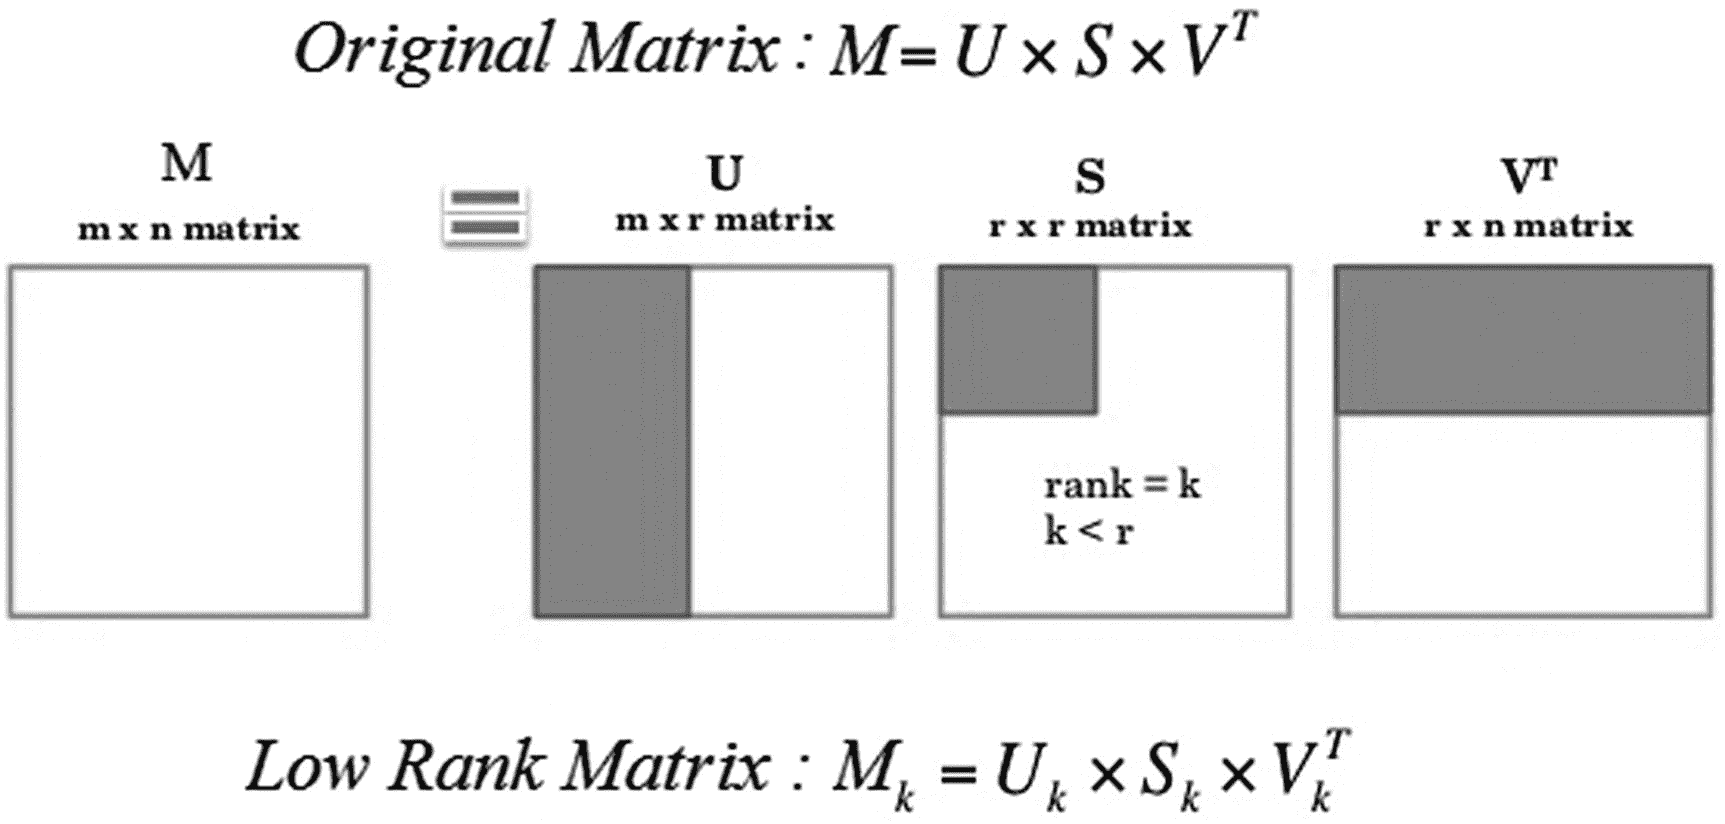 Original Matrix : M = U × S × V^T
M
m x n matrix
=
U
m x r matrix
S
r x r matrix
V^T
r x n matrix
rank = k
k < r
Low Rank Matrix : M_k = U_k × S_k × V_k^T